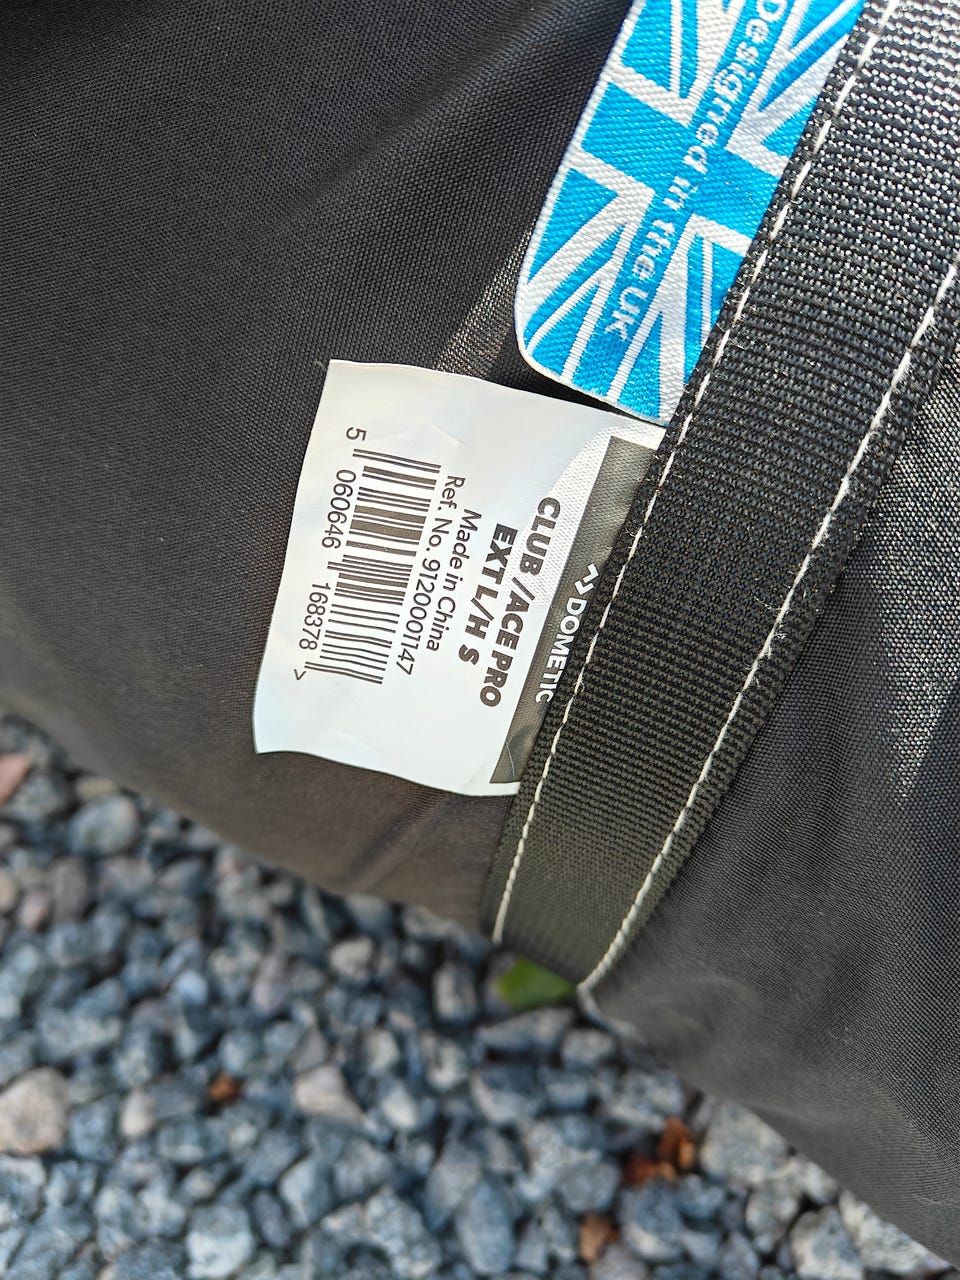 Designed in the UK
DOMETIC
CLUB / ACE PRO
EXT L/H S
Made in China
Ref. No. 9120001147
5 060646 168378 >